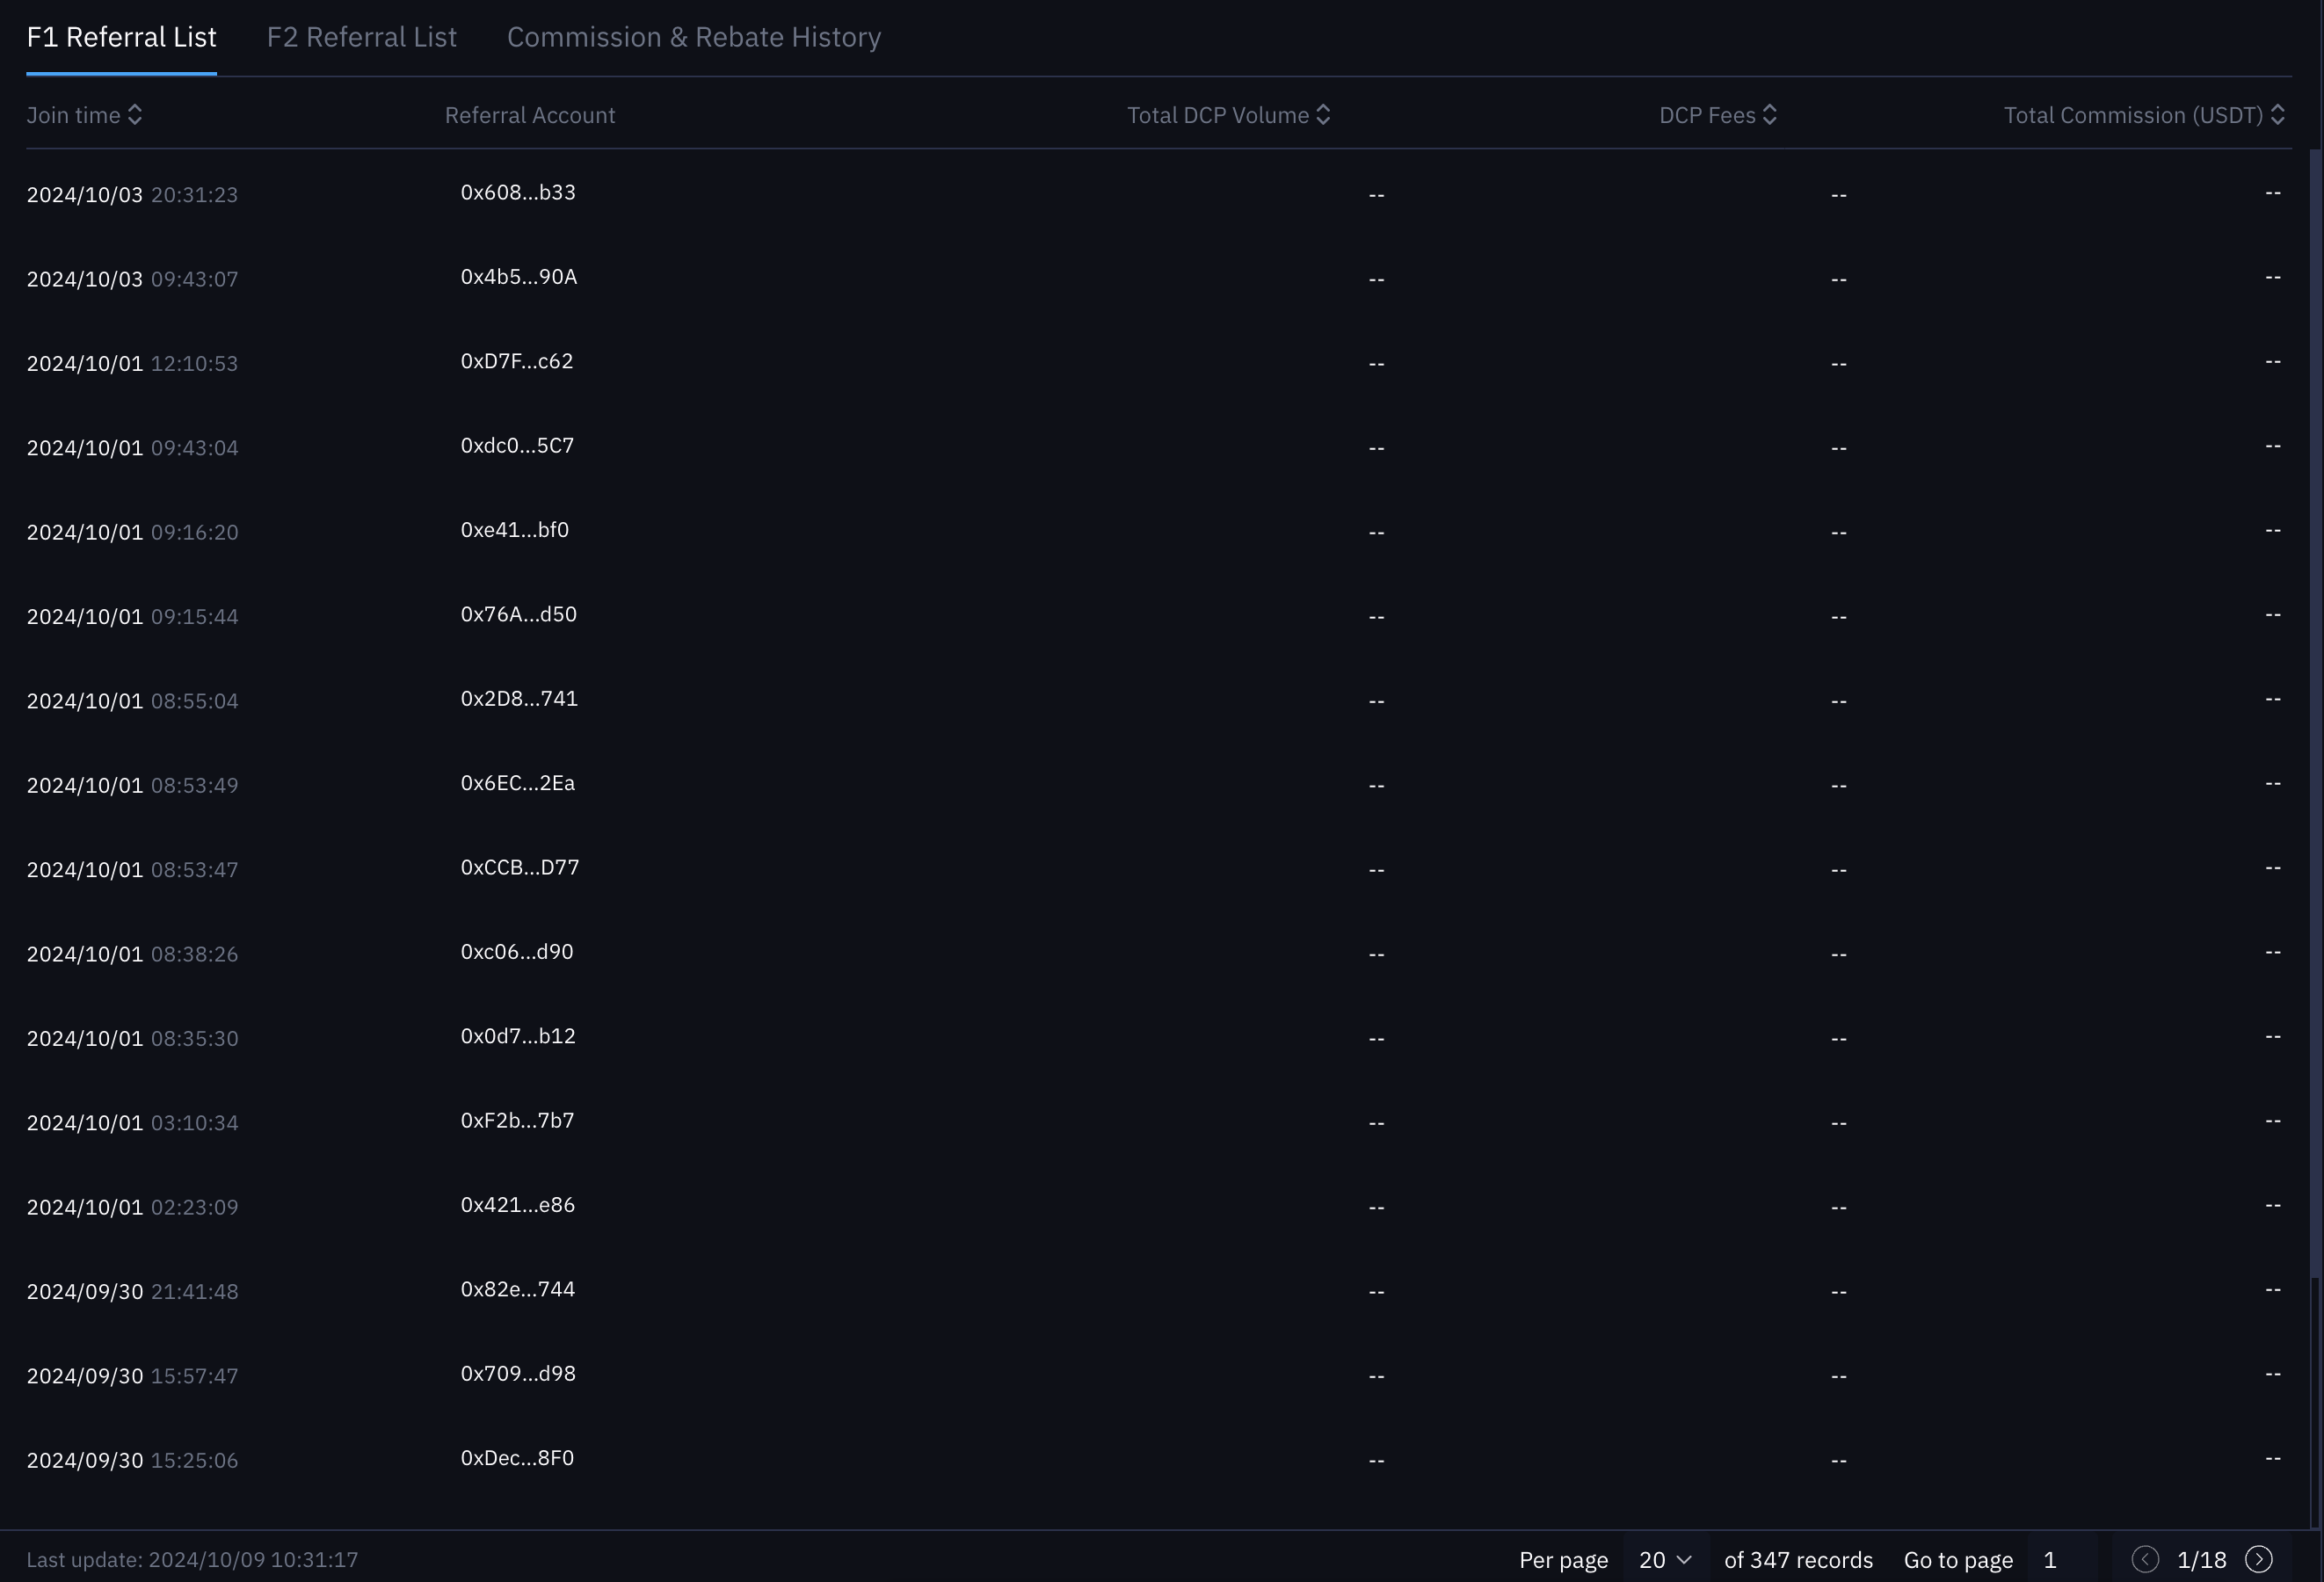 F1 Referral List F2 Referral List Commission & Rebate History
Join time Referral Account Total DCP Volume DCP Fees Total Commission (USDT)
2024/10/03 20:31:23 0x608...b33 -- -- --
2024/10/03 09:43:07 0x4b5...90A -- -- --
2024/10/01 12:10:53 0xD7F...c62 -- -- --
2024/10/01 09:43:04 0xdc0...5C7 -- -- --
2024/10/01 09:16:20 0xe41...bf0 -- -- --
2024/10/01 09:15:44 0x76A...d50 -- -- --
2024/10/01 08:55:04 0x2D8...741 -- -- --
2024/10/01 08:53:49 0x6EC...2Ea -- -- --
2024/10/01 08:53:47 0xCCB...D77 -- -- --
2024/10/01 08:38:26 0xc06...d90 -- -- --
2024/10/01 08:35:30 0x0d7...b12 -- -- --
2024/10/01 03:10:34 0xF2b...7b7 -- -- --
2024/10/01 02:23:09 0x421...e86 -- -- --
2024/09/30 21:41:48 0x82e...744 -- -- --
2024/09/30 15:57:47 0x709...d98 -- -- --
2024/09/30 15:25:06 0xDec...8F0 -- -- --
Last update: 2024/10/09 10:31:17 Per page 20 of 347 records Go to page 1 1/18